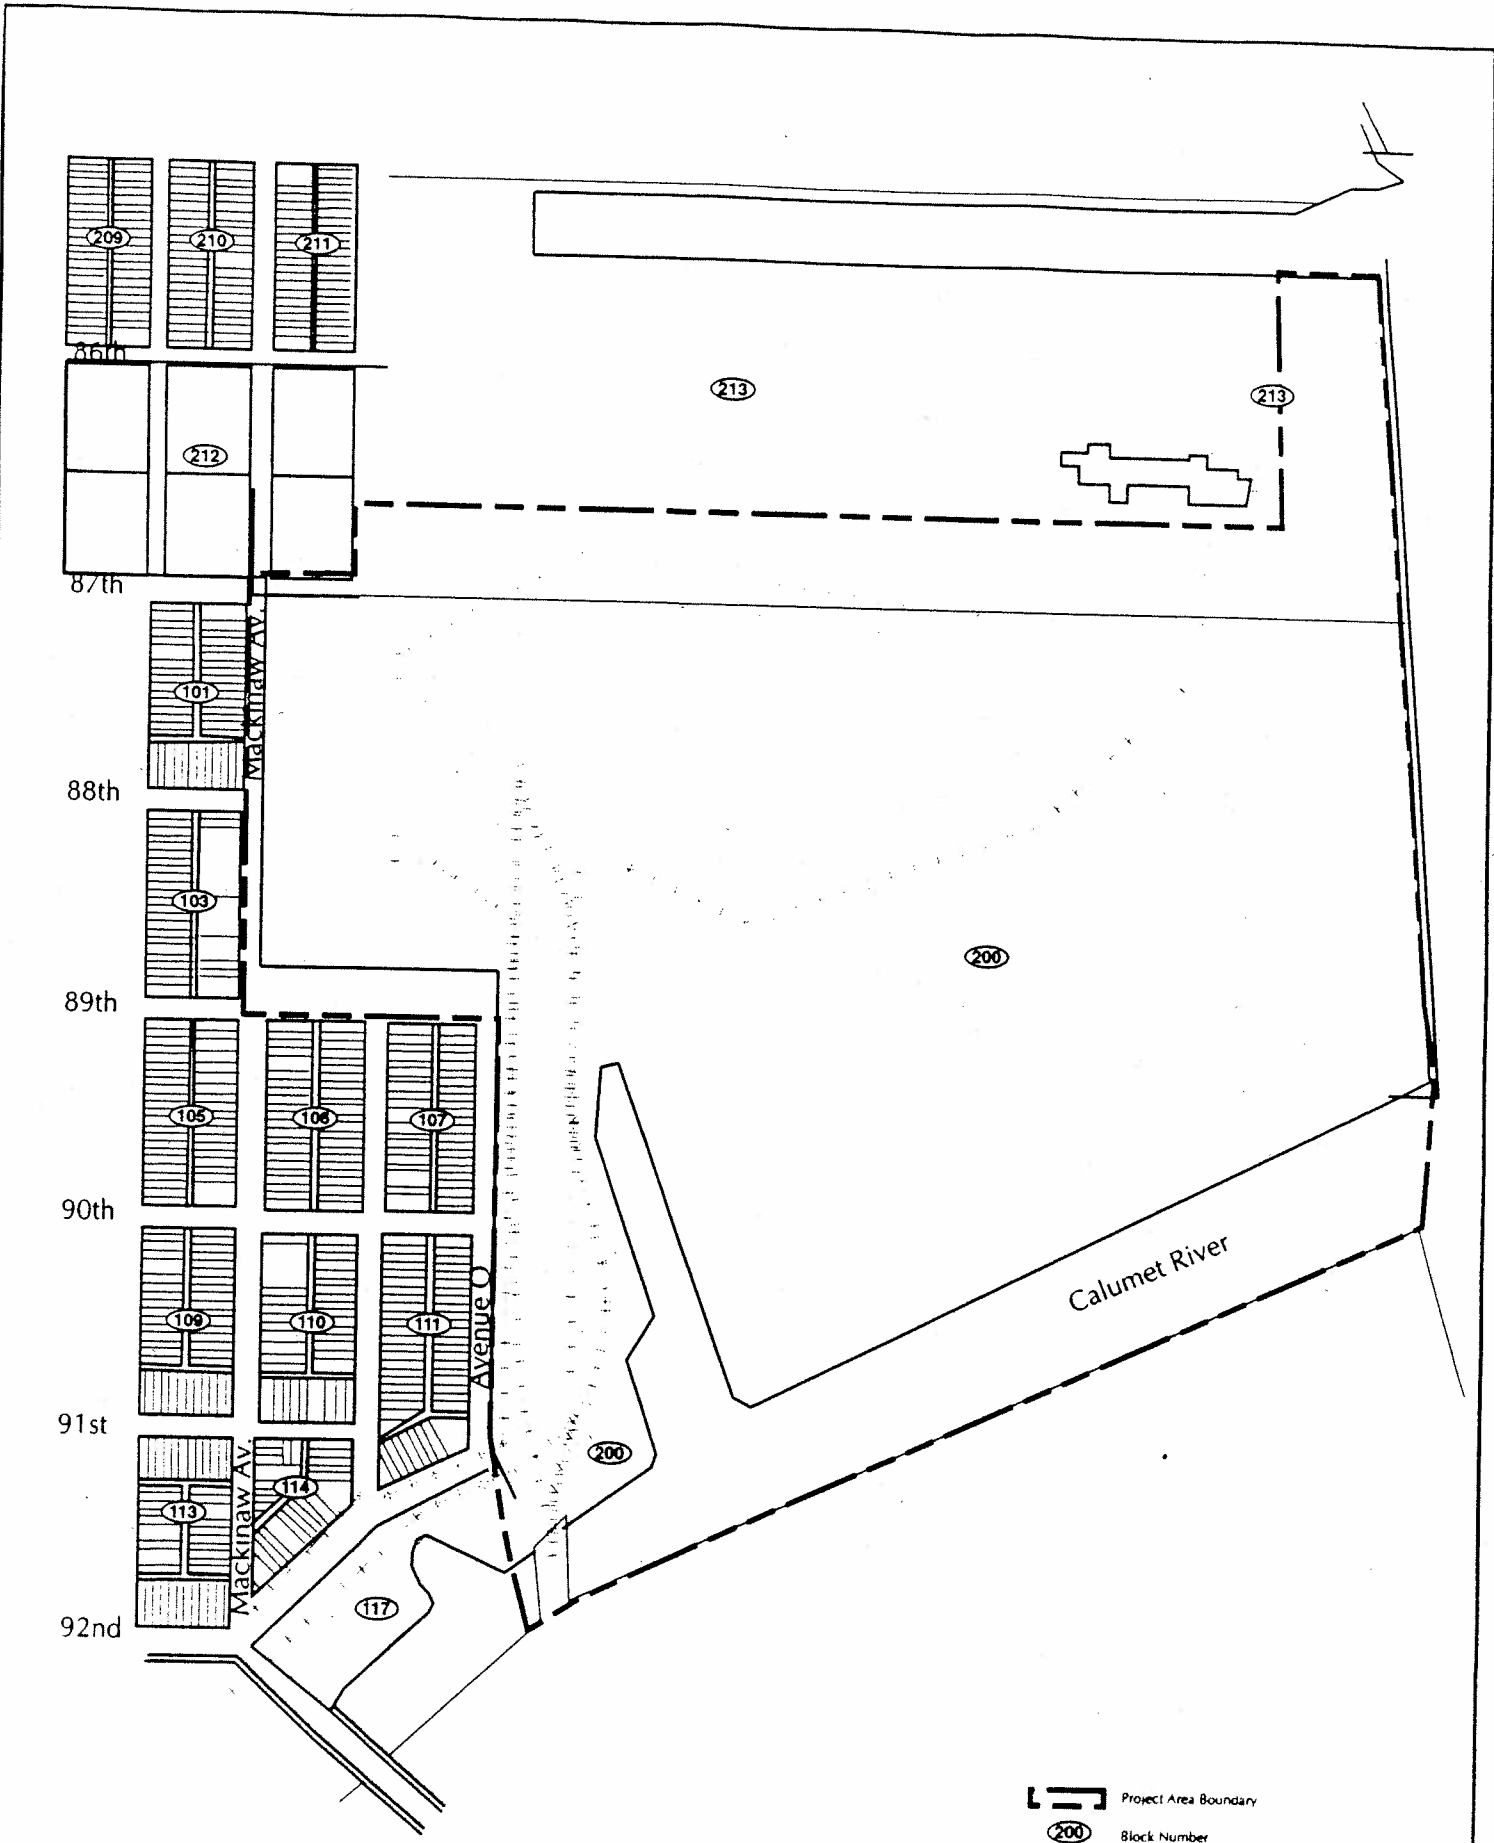 209
210
211
86th
213
213
212
87th
Mackinaw Av.
101
88th
103
200
89th
105
106
107
90th
Calumet River
109
110
111
Avenue O
91st
200
Mackinaw Av.
114
113
117
92nd
Project Area Boundary
200 Block Number